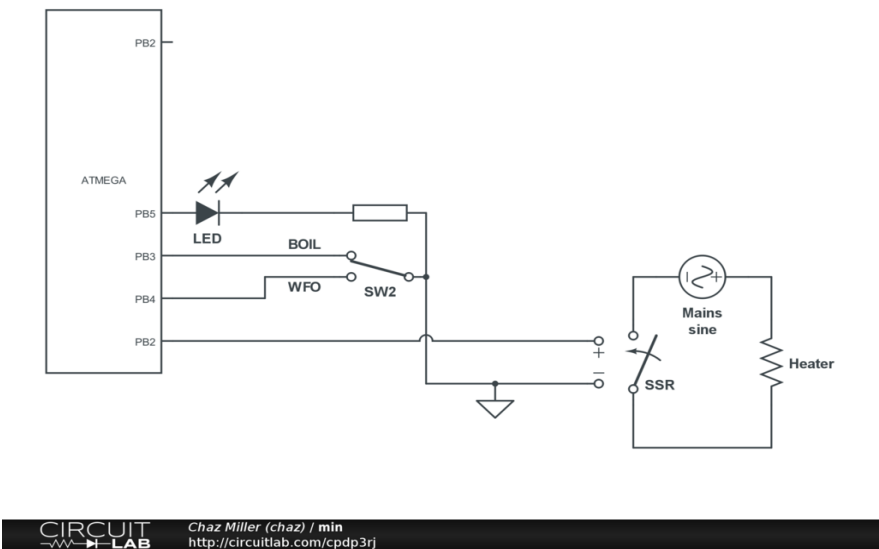 PB2
ATMEGA
PB5
LED
BOIL
PB3
WFO
SW2
PB4
PB2
+
−
SSR
Mains
sine
Heater
CIRCUIT
LAB
Chaz Miller (chaz) / min
http://circuitlab.com/cpdp3rj